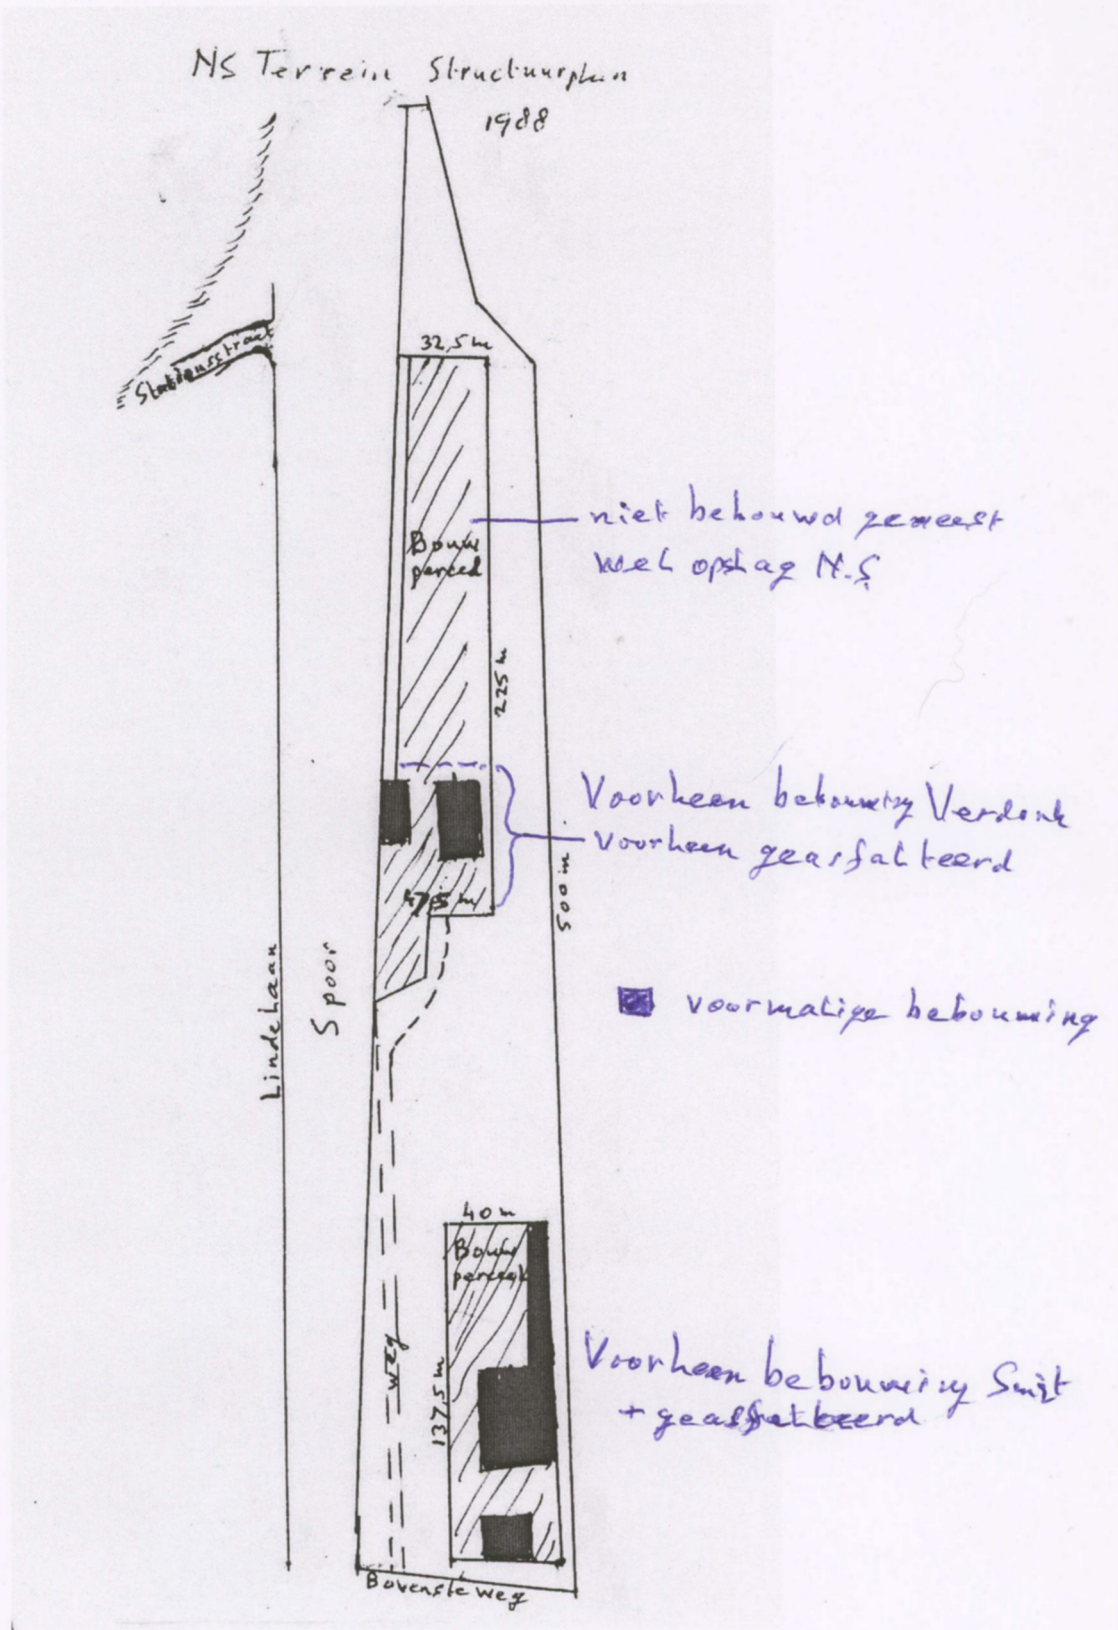 NS Terrein Structuurplan
1988
Stationsstraat
32,5 m
Bouw
perceel
niet bebouwd geweest
wel opslag N.S.
225 m
Voorheen bebouwing Verdonk
voorheen geasfalteerd
47,5 m
500 m
Lindelaan
Spoor
voormalige bebouwing
40 m
Bouw
perceel
137,5 m
weg
Voorheen bebouwing Smit
+ geasfalteerd
Bovenste weg